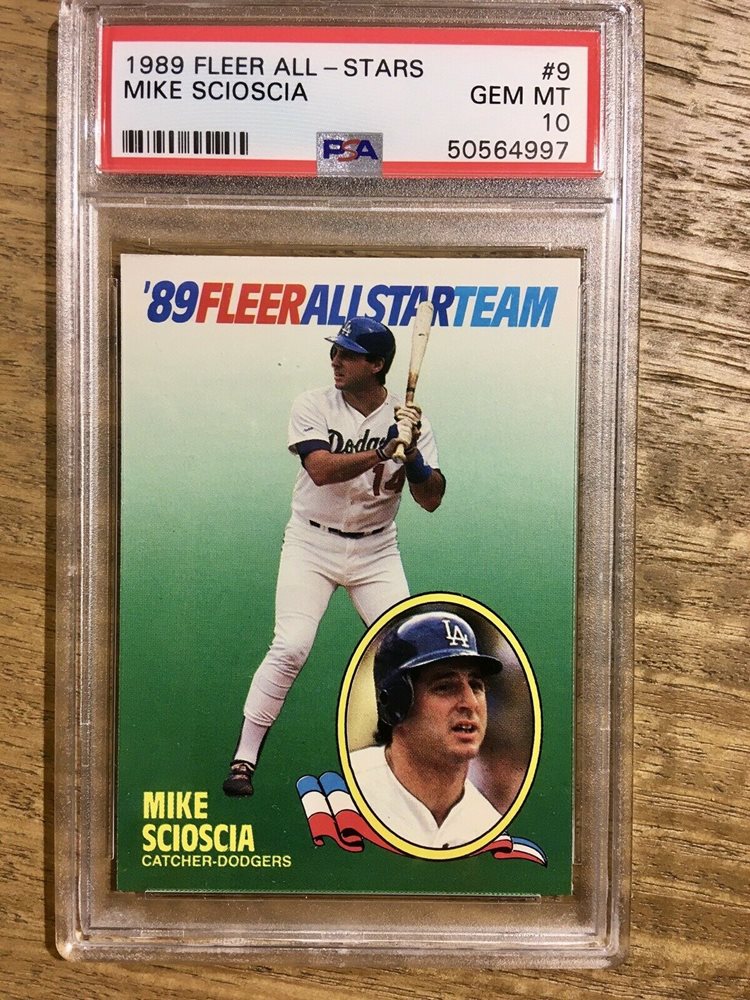 1989 FLEER ALL-STARS #9
MIKE SCIOSCIA GEM MT
10
PSA 50564997
'89FLEERALLSTARTEAM
LA
Dodg
14
LA
MIKE
SCIOSCIA
CATCHER-DODGERS